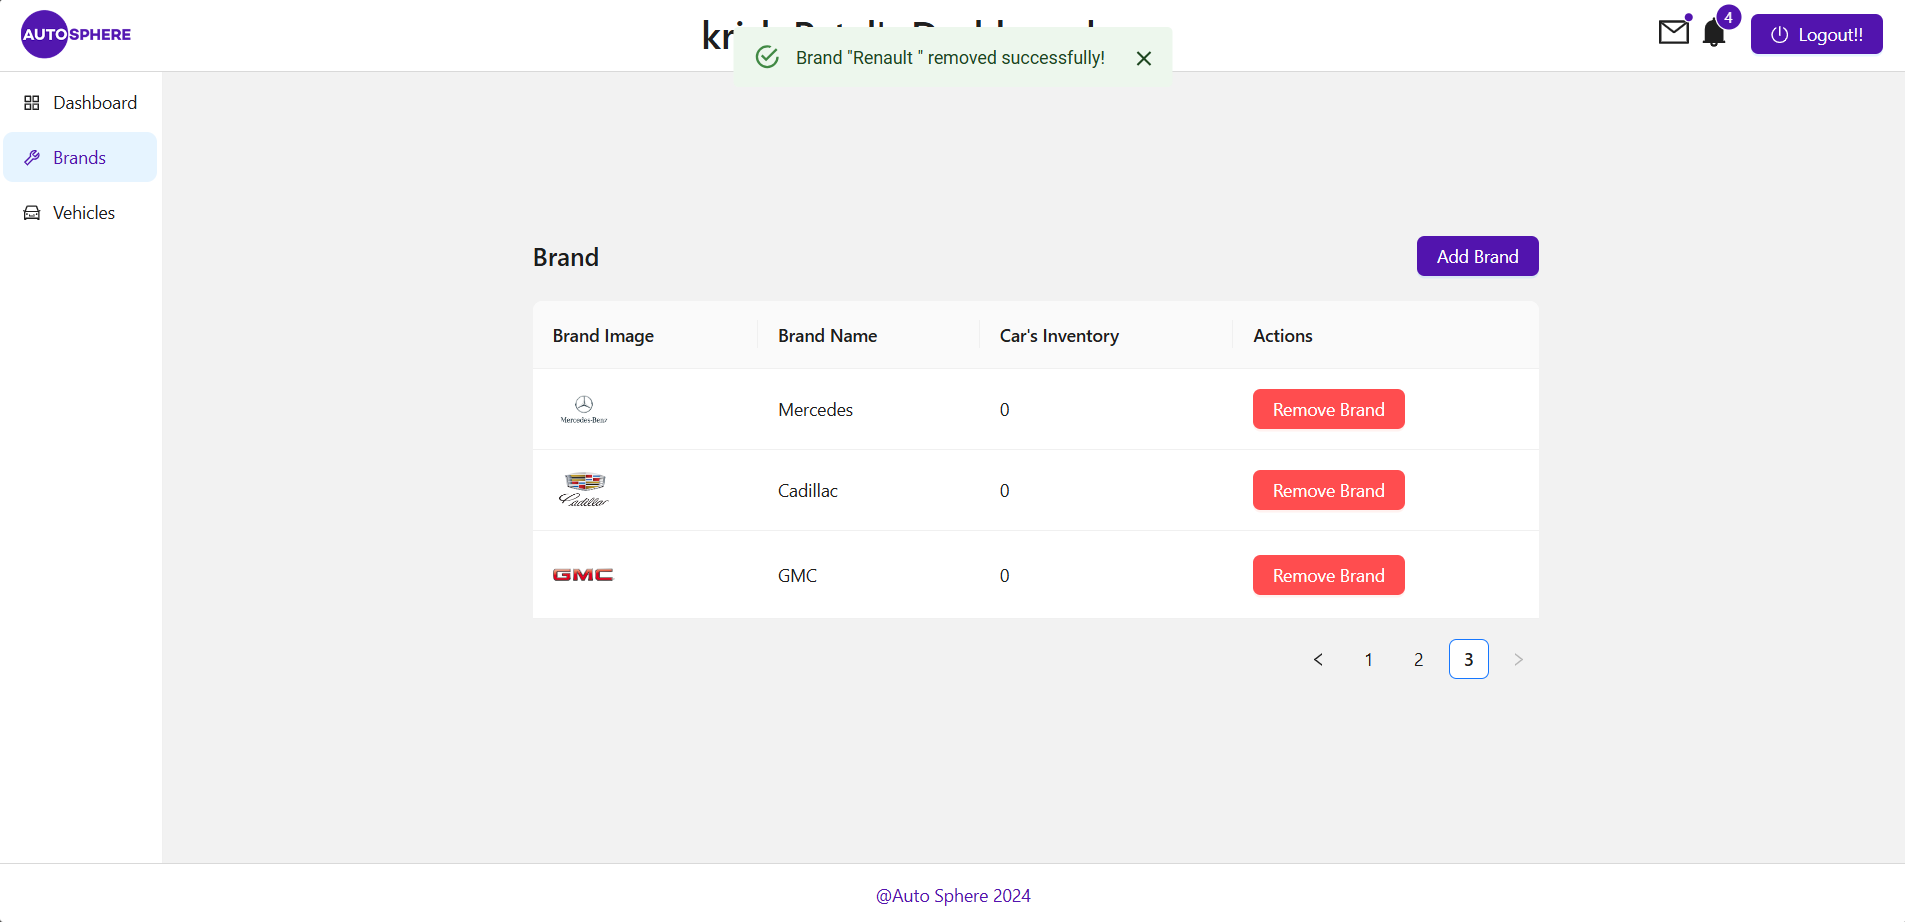 AUTOSPHERE
Brand "Renault " removed successfully!
4
Logout!!
Dashboard
Brands
Vehicles
Brand
Add Brand
Brand Image Brand Name Car's Inventory Actions
Mercedes-Benz Mercedes 0 Remove Brand
Cadillac Cadillac 0 Remove Brand
GMC GMC 0 Remove Brand
< 1 2 3 >
@Auto Sphere 2024